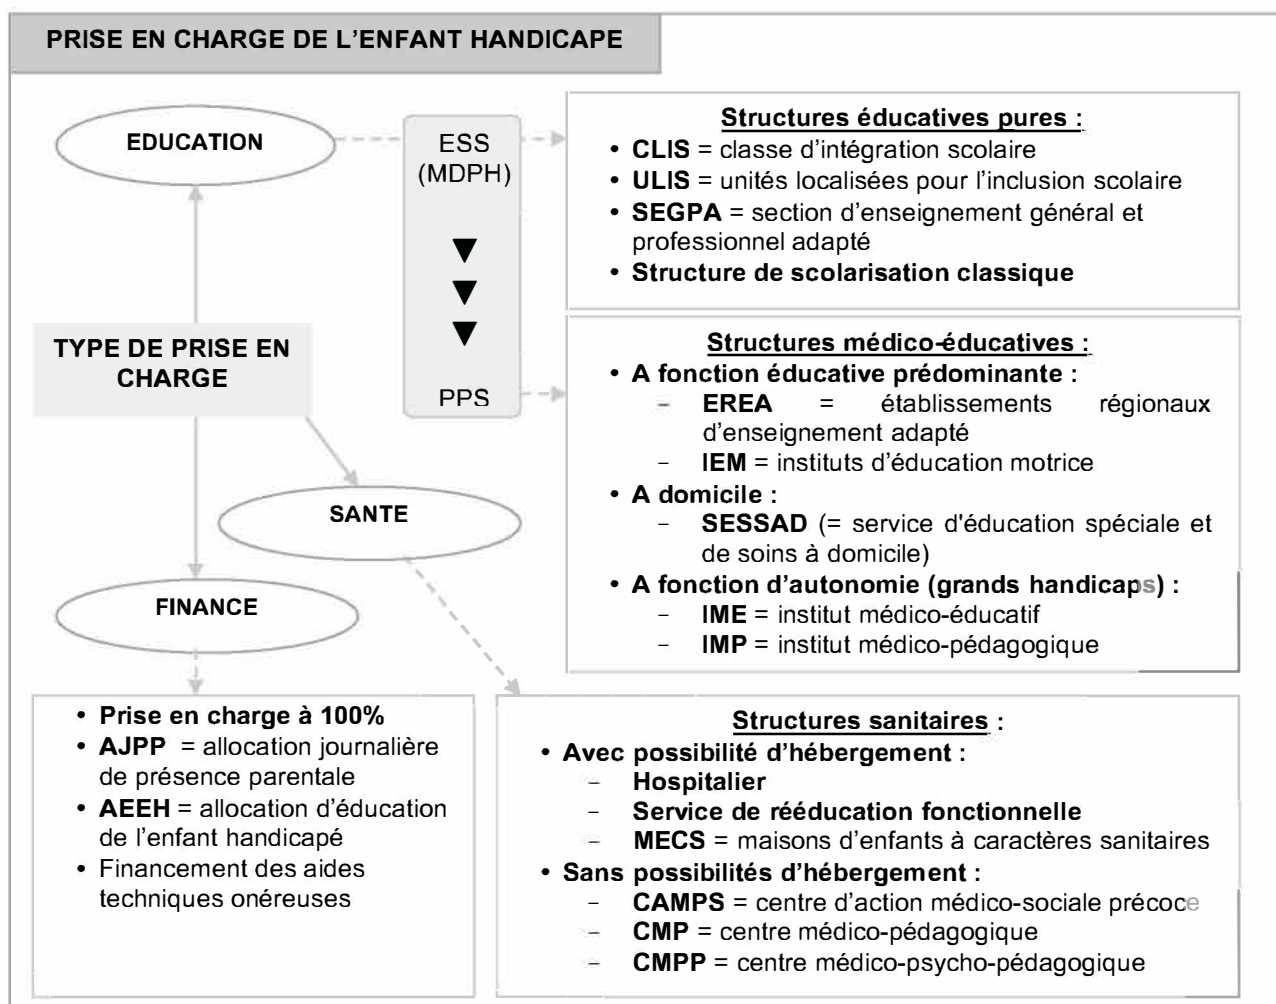 PRISE EN CHARGE DE L'ENFANT HANDICAPE
EDUCATION
ESS
(MDPH)
PPS
TYPE DE PRISE EN
CHARGE
SANTE
FINANCE
Structures éducatives pures :
• CLIS = classe d'intégration scolaire
• ULIS = unités localisées pour l'inclusion scolaire
• SEGPA = section d'enseignement général et
professionnel adapté
• Structure de scolarisation classique
Structures médico-éducatives :
• A fonction éducative prédominante :
- EREA = établissements régionaux
d'enseignement adapté
- IEM = instituts d'éducation motrice
• A domicile :
- SESSAD (= service d'éducation spéciale et
de soins à domicile)
• A fonction d'autonomie (grands handicaps) :
- IME = institut médico-éducatif
- IMP = institut médico-pédagogique
• Prise en charge à 100%
• AJPP = allocation journalière
de présence parentale
• AEEH = allocation d'éducation
de l'enfant handicapé
• Financement des aides
techniques onéreuses
Structures sanitaires :
• Avec possibilité d'hébergement :
- Hospitalier
- Service de rééducation fonctionnelle
- MECS = maisons d'enfants à caractères sanitaires
• Sans possibilités d'hébergement :
- CAMPS = centre d'action médico-sociale précoce
- CMP = centre médico-pédagogique
- CMPP = centre médico-psycho-pédagogique